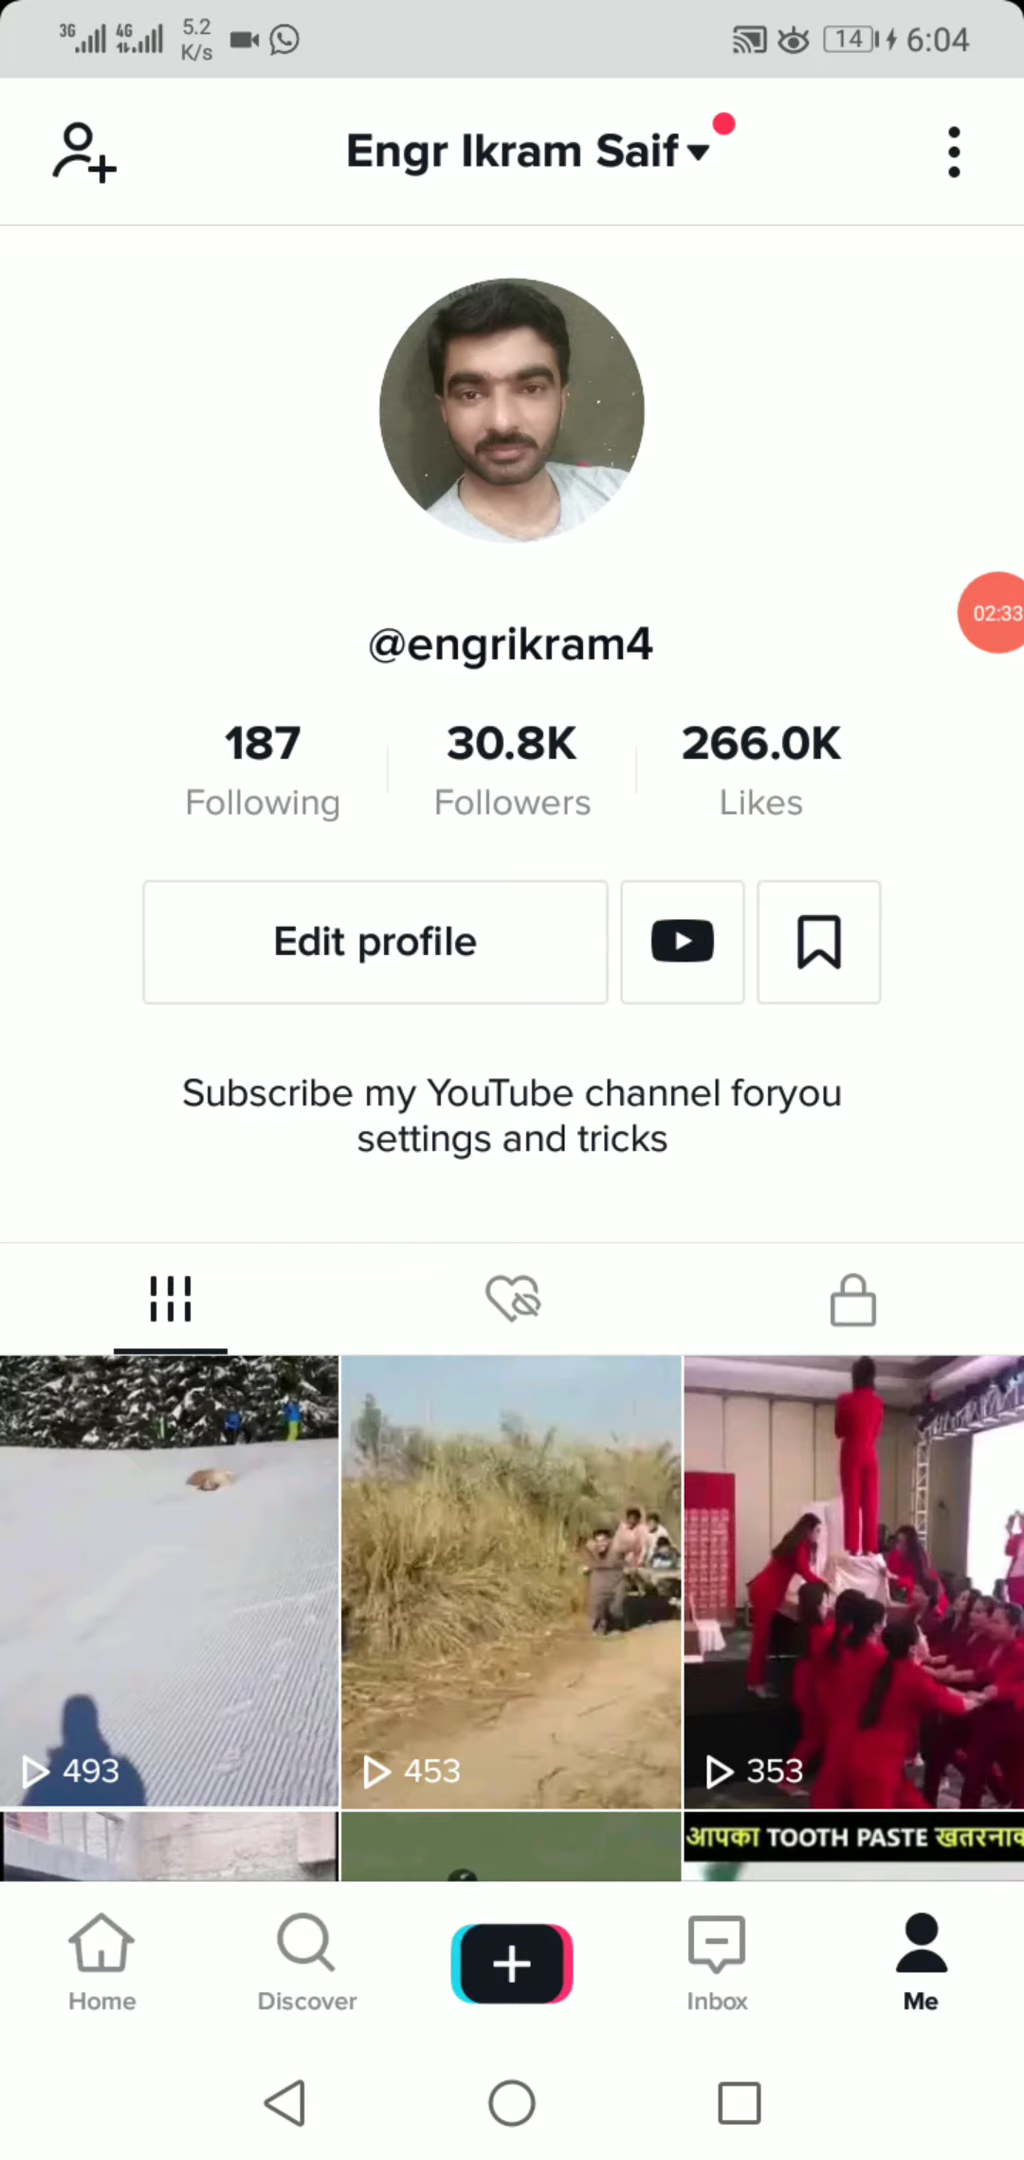 3G 4G 5.2 K/s 14 6:04
Engr Ikram Saif
02:33
@engrikram4
187 30.8K 266.0K
Following Followers Likes
Edit profile
Subscribe my YouTube channel foryou
settings and tricks
493 453 353
आपका TOOTH PASTE
Home Discover Inbox Me